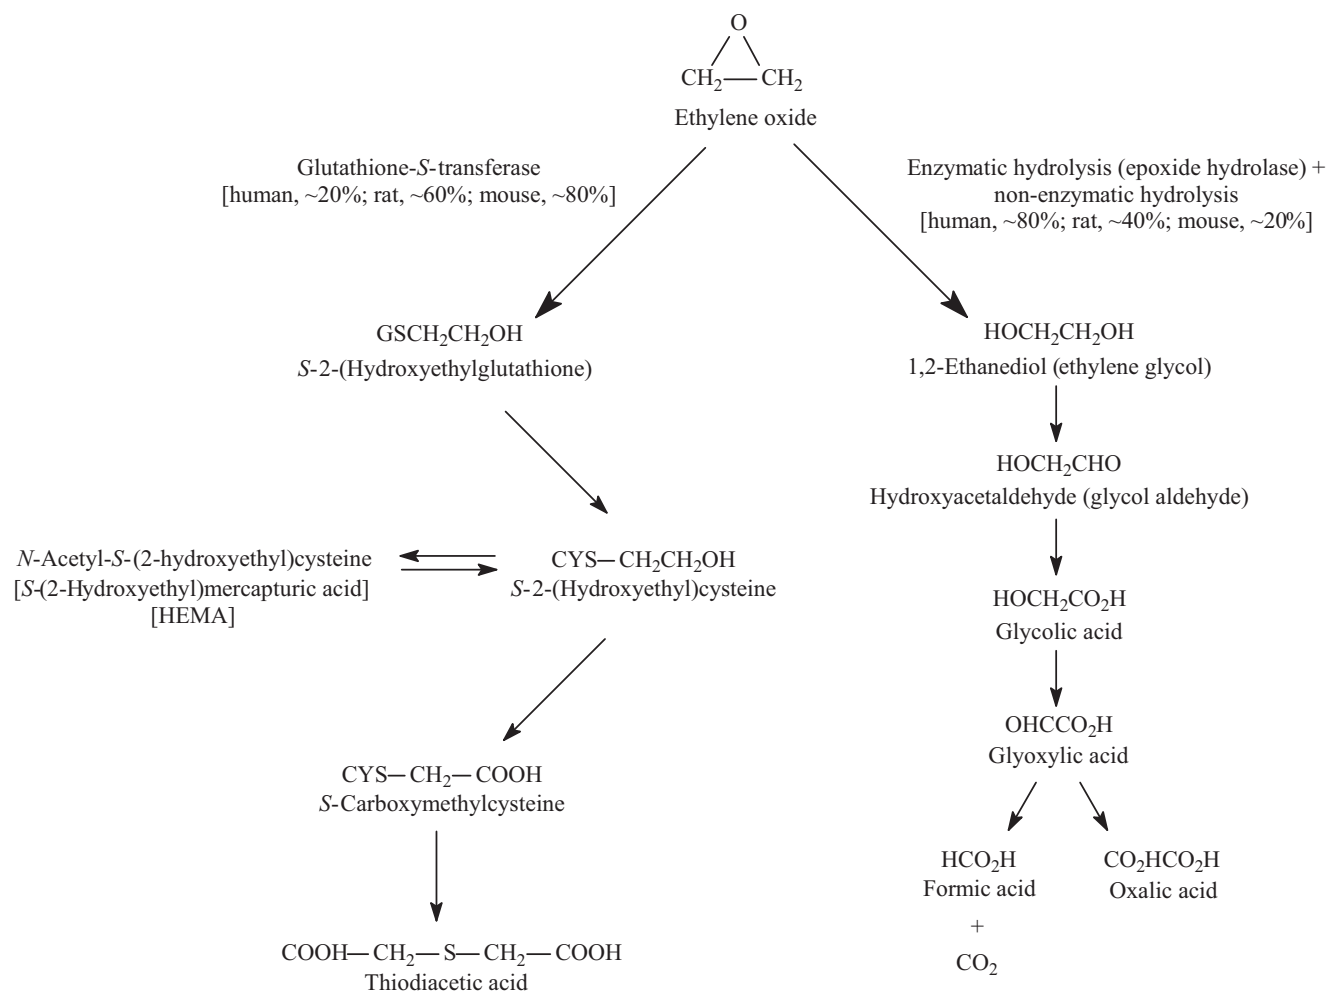 O
CH₂—CH₂
Ethylene oxide
Glutathione-S-transferase
[human, ~20%; rat, ~60%; mouse, ~80%]
Enzymatic hydrolysis (epoxide hydrolase) +
non-enzymatic hydrolysis
[human, ~80%; rat, ~40%; mouse, ~20%]
GSCH₂CH₂OH
S-2-(Hydroxyethylglutathione)
HOCH₂CH₂OH
1,2-Ethanediol (ethylene glycol)
HOCH₂CHO
Hydroxyacetaldehyde (glycol aldehyde)
N-Acetyl-S-(2-hydroxyethyl)cysteine
[S-(2-Hydroxyethyl)mercapturic acid]
[HEMA]
CYS—CH₂CH₂OH
S-2-(Hydroxyethyl)cysteine
HOCH₂CO₂H
Glycolic acid
OHCCO₂H
Glyoxylic acid
CYS—CH₂—COOH
S-Carboxymethylcysteine
HCO₂H
Formic acid
+
CO₂
CO₂HCO₂H
Oxalic acid
COOH—CH₂—S—CH₂—COOH
Thiodiacetic acid